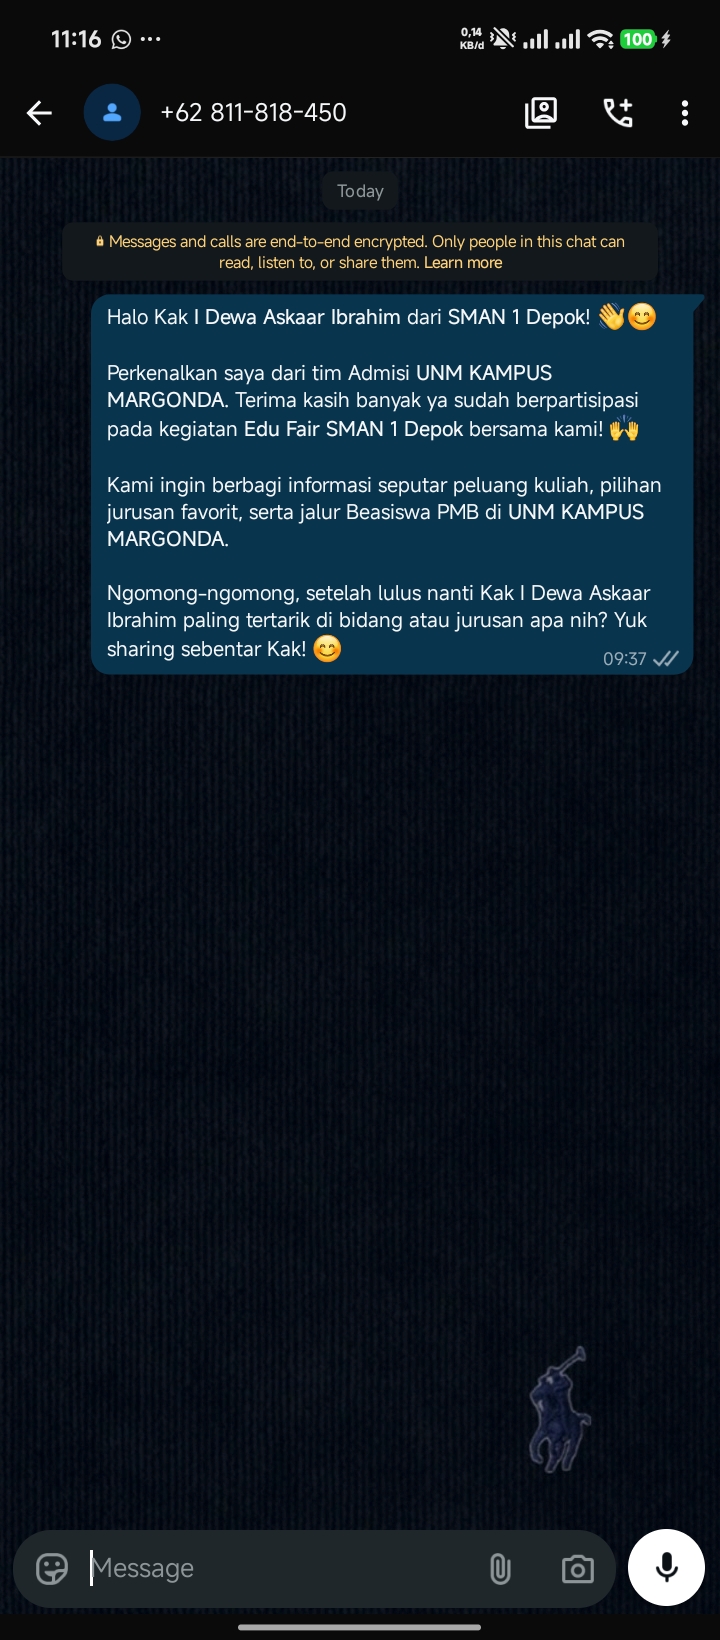 11:16
0,14
KB/d
100
+62 811-818-450
Today
Messages and calls are end-to-end encrypted. Only people in this chat can
read, listen to, or share them. Learn more
Halo Kak I Dewa Askaar Ibrahim dari SMAN 1 Depok! 👋😊
Perkenalkan saya dari tim Admisi UNM KAMPUS
MARGONDA. Terima kasih banyak ya sudah berpartisipasi
pada kegiatan Edu Fair SMAN 1 Depok bersama kami! 🙌
Kami ingin berbagi informasi seputar peluang kuliah, pilihan
jurusan favorit, serta jalur Beasiswa PMB di UNM KAMPUS
MARGONDA.
Ngomong-ngomong, setelah lulus nanti Kak I Dewa Askaar
Ibrahim paling tertarik di bidang atau jurusan apa nih? Yuk
sharing sebentar Kak! 😊
09:37
Message